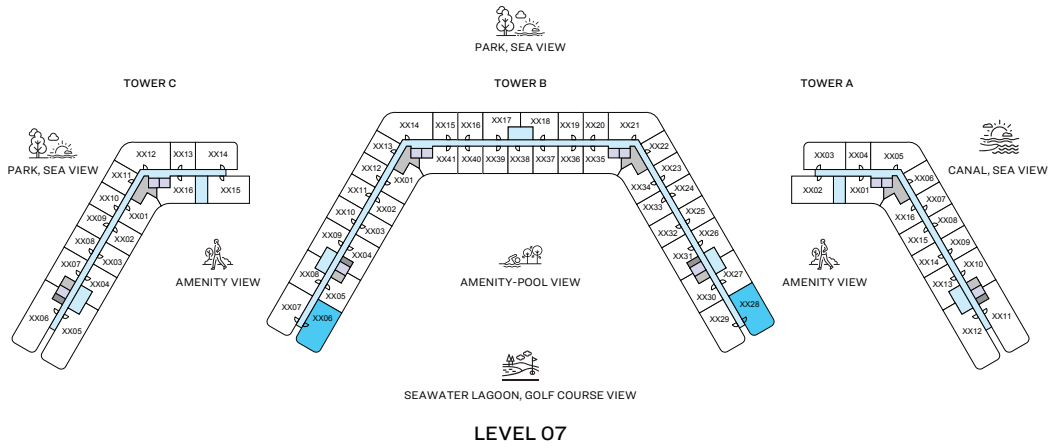 PARK, SEA VIEW
TOWER C
TOWER B
TOWER A
PARK, SEA VIEW
CANAL, SEA VIEW
XX12 XX13 XX14
XX11
XX16 XX15
XX10
XX01
XX09
XX02
XX08
XX03
XX07
XX04
XX06
XX05
XX14 XX15 XX16 XX17 XX18 XX19 XX20 XX21
XX13
XX22
XX41 XX40 XX39 XX38 XX37 XX36 XX35
XX12
XX01
XX23
XX11
XX34
XX24
XX02
XX33
XX25
XX10
XX03
XX32
XX26
XX09
XX04
XX31
XX27
XX08
XX05
XX30
XX28
XX07
XX06
XX29
XX03 XX04 XX05
XX06
XX02 XX01
XX07
XX16
XX08
XX15
XX09
XX14
XX10
XX13
XX11
XX12
AMENITY VIEW
AMENITY-POOL VIEW
AMENITY VIEW
SEAWATER LAGOON, GOLF COURSE VIEW
LEVEL 07